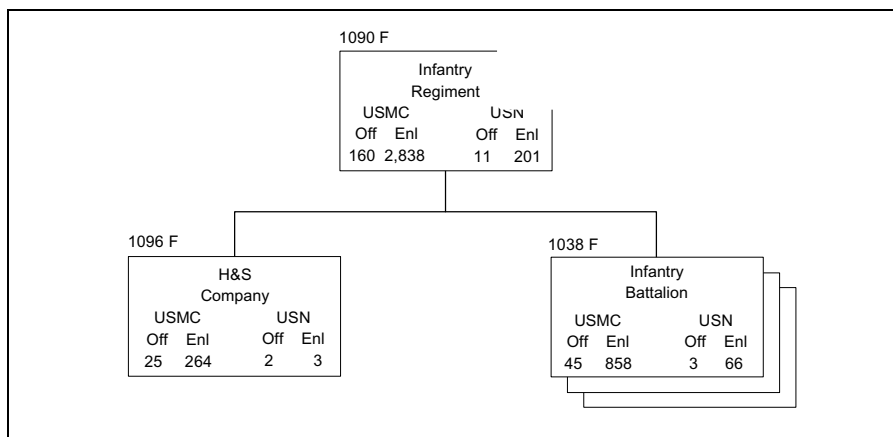 1090 F
Infantry
Regiment
USMC USN
Off Enl Off Enl
160 2,838 11 201
1096 F
H&S
Company
USMC USN
Off Enl Off Enl
25 264 2 3
1038 F
Infantry
Battalion
USMC USN
Off Enl Off Enl
45 858 3 66